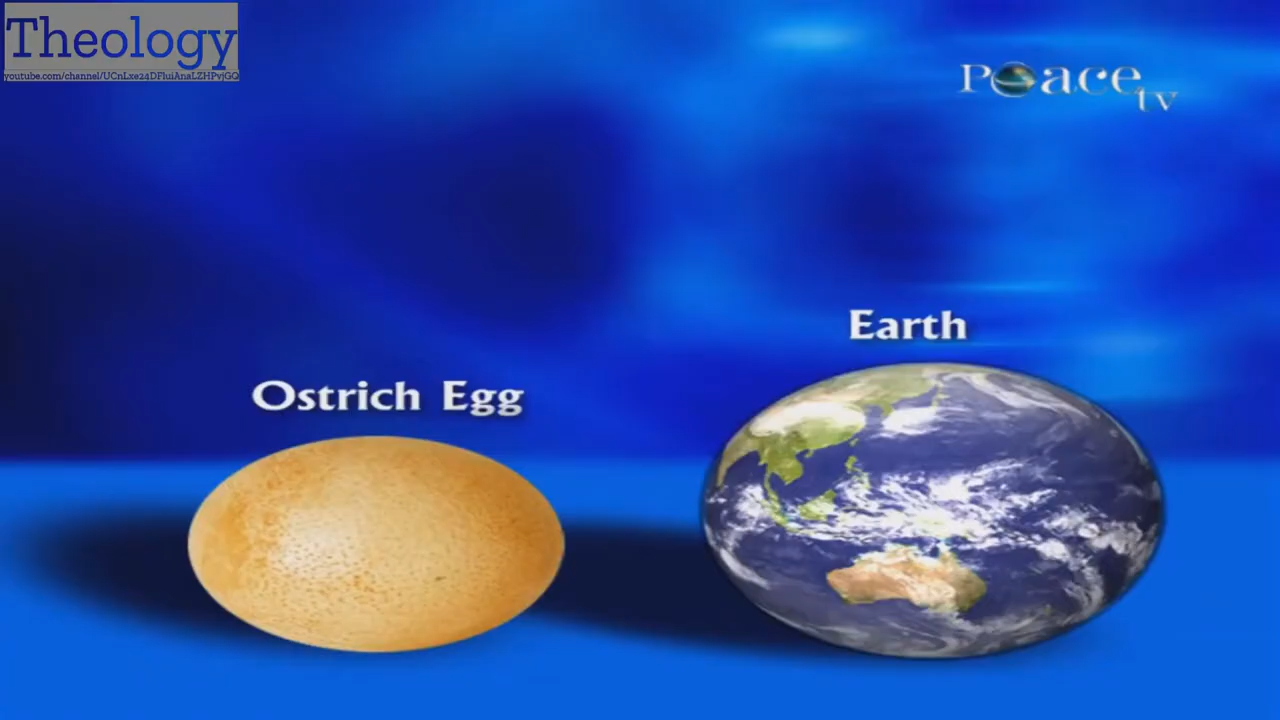 Theology
youtube.com/channel/UCnLxe24DFluiAnaLZHPvjGQ
Peace
tv
Earth
Ostrich Egg